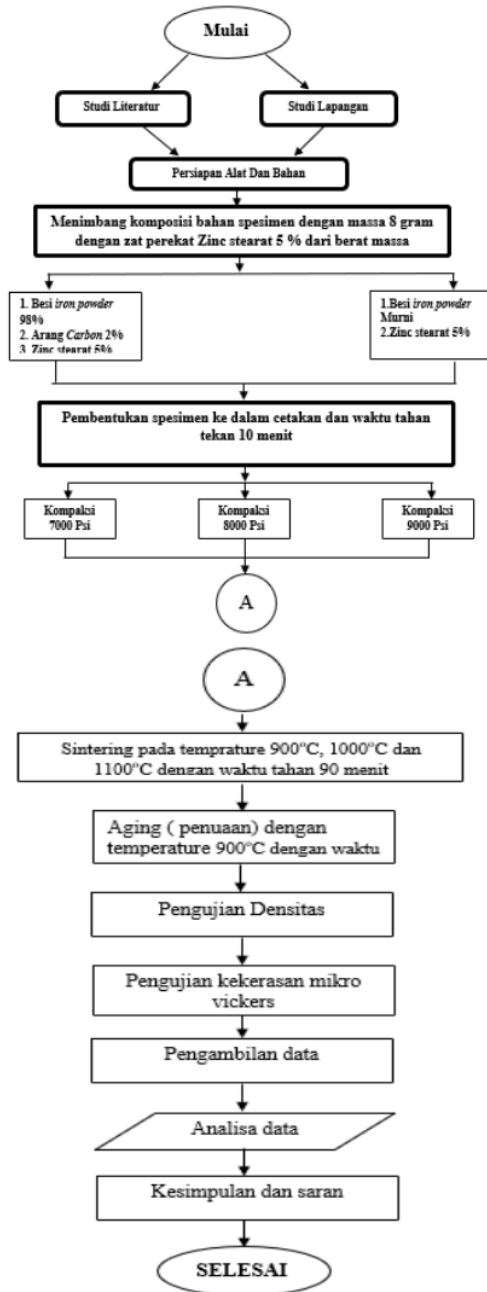 Mulai
Studi Literatur
Studi Lapangan
Persiapan Alat Dan Bahan
Menimbang komposisi bahan spesimen dengan massa 8 gram
dengan zat perekat Zinc stearat 5 % dari berat massa
1. Besi iron powder
98%
2. Arang Carbon 2%
3. Zinc stearat 5%
1.Besi iron powder
Murni
2.Zinc stearat 5%
Pembentukan spesimen ke dalam cetakan dan waktu tahan
tekan 10 menit
Kompaksi
7000 Psi
Kompaksi
8000 Psi
Kompaksi
9000 Psi
A
A
Sintering pada temprature 900°C, 1000°C dan
1100°C dengan waktu tahan 90 menit
Aging ( penuaan) dengan
temperature 900°C dengan waktu
Pengujian Densitas
Pengujian kekerasan mikro
vickers
Pengambilan data
Analisa data
Kesimpulan dan saran
SELESAI